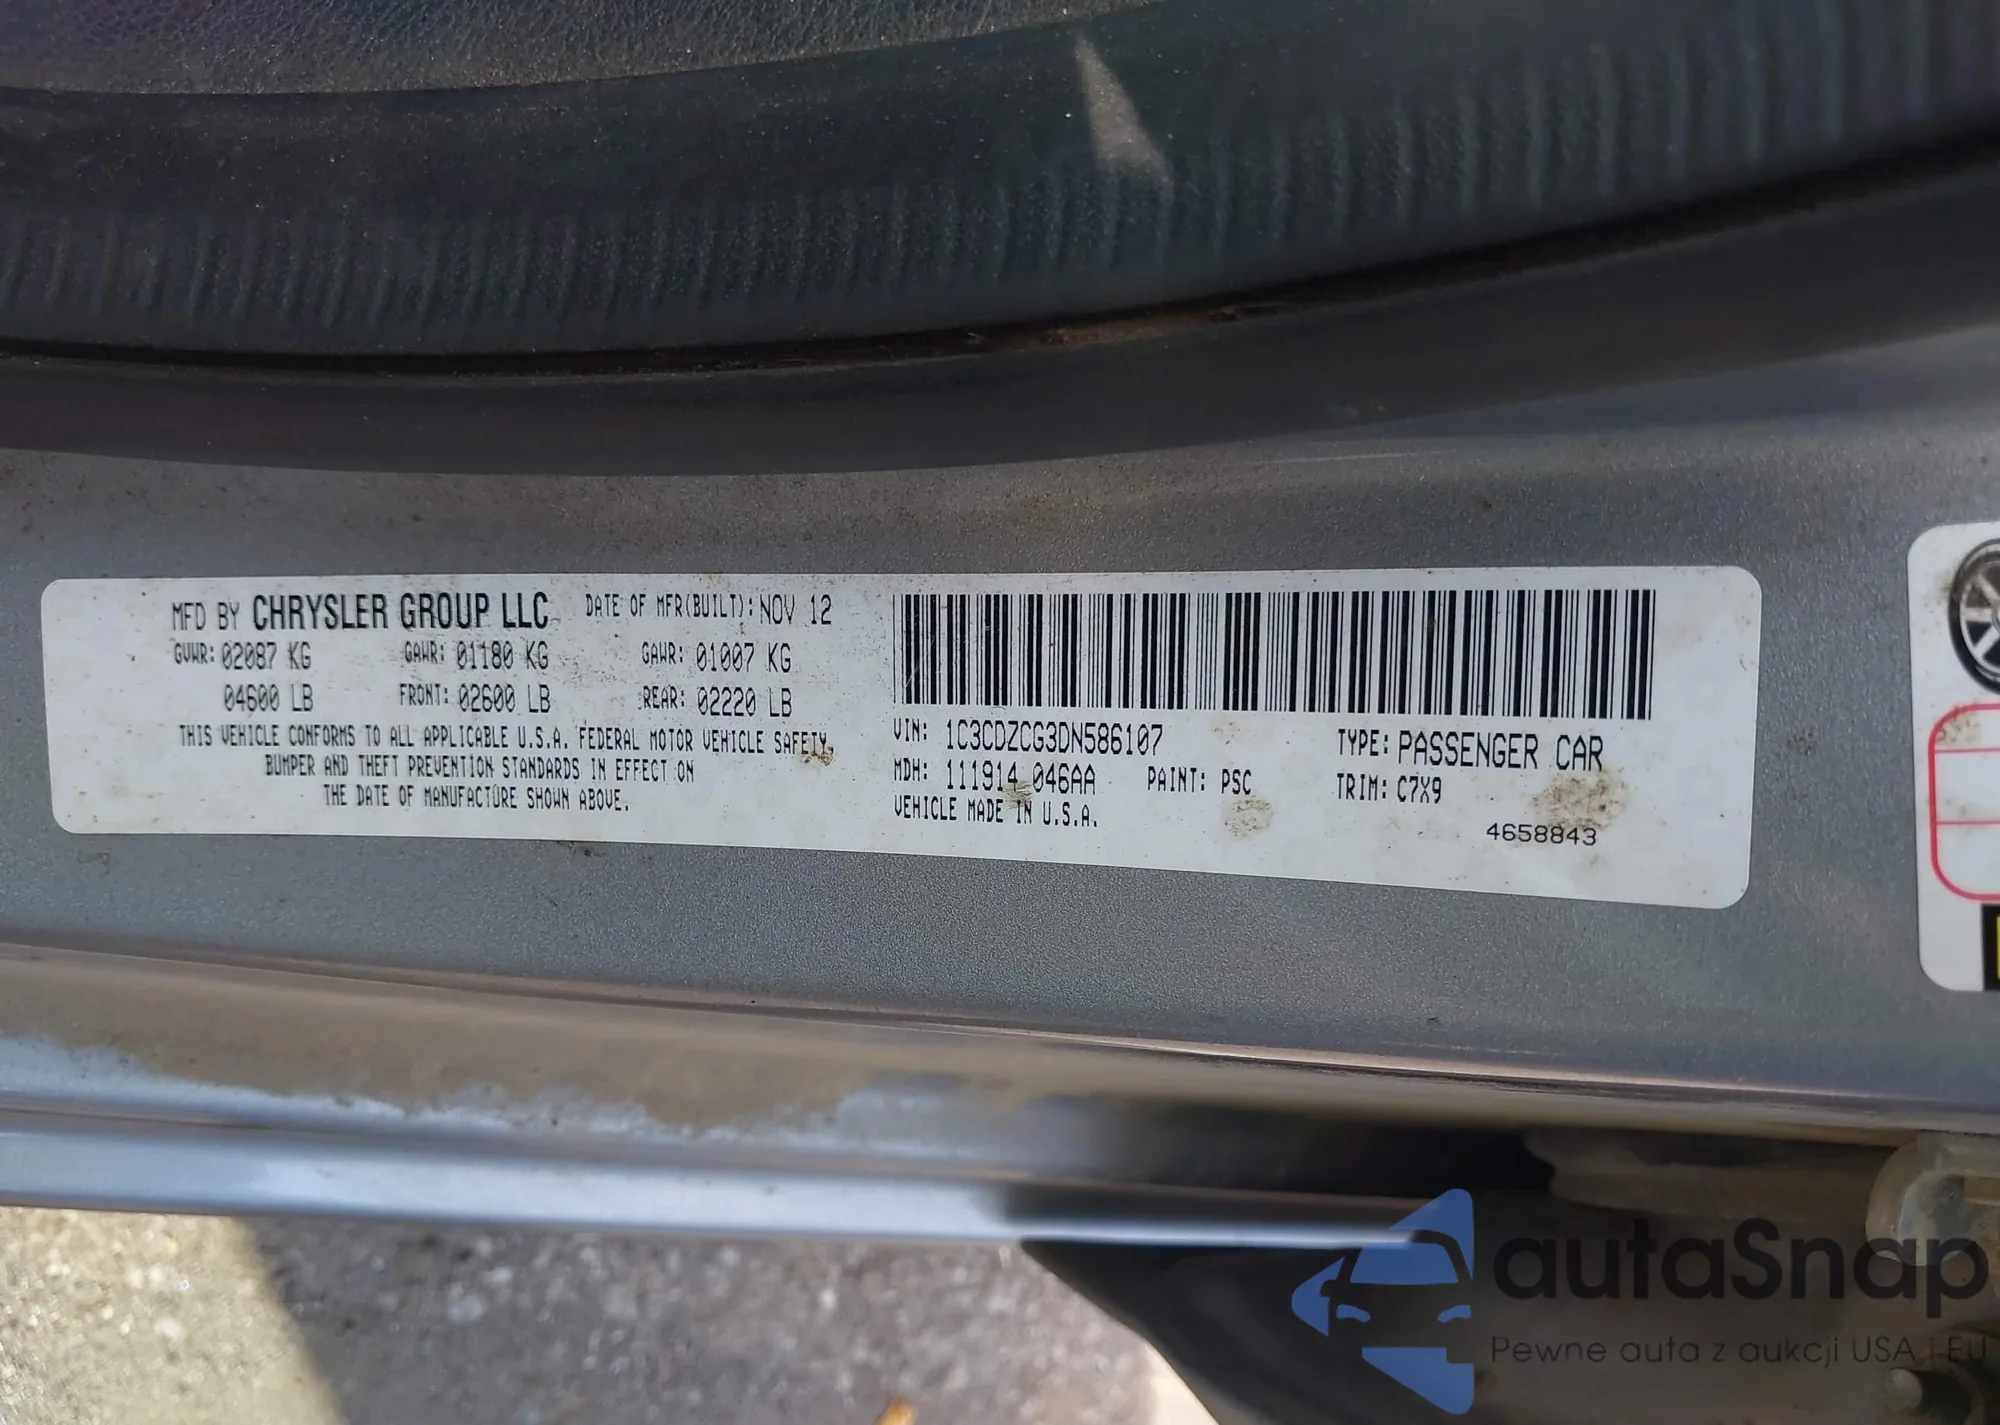 MFD BY CHRYSLER GROUP LLC DATE OF MFR(BUILT): NOV 12
GVWR: 02087 KG GAWR: 01180 KG GAWR: 01007 KG
04600 LB FRONT: 02600 LB REAR: 02220 LB
THIS VEHICLE CONFORMS TO ALL APPLICABLE U.S.A. FEDERAL MOTOR VEHICLE SAFETY,
BUMPER AND THEFT PREVENTION STANDARDS IN EFFECT ON
THE DATE OF MANUFACTURE SHOWN ABOVE.
VIN: 1C3CDZCG3DN586107 TYPE: PASSENGER CAR
MDH: 111914 046AA PAINT: PSC TRIM: C7X9
VEHICLE MADE IN U.S.A.
4658843
autaSnap
Pewne auta z aukcji USA i EU